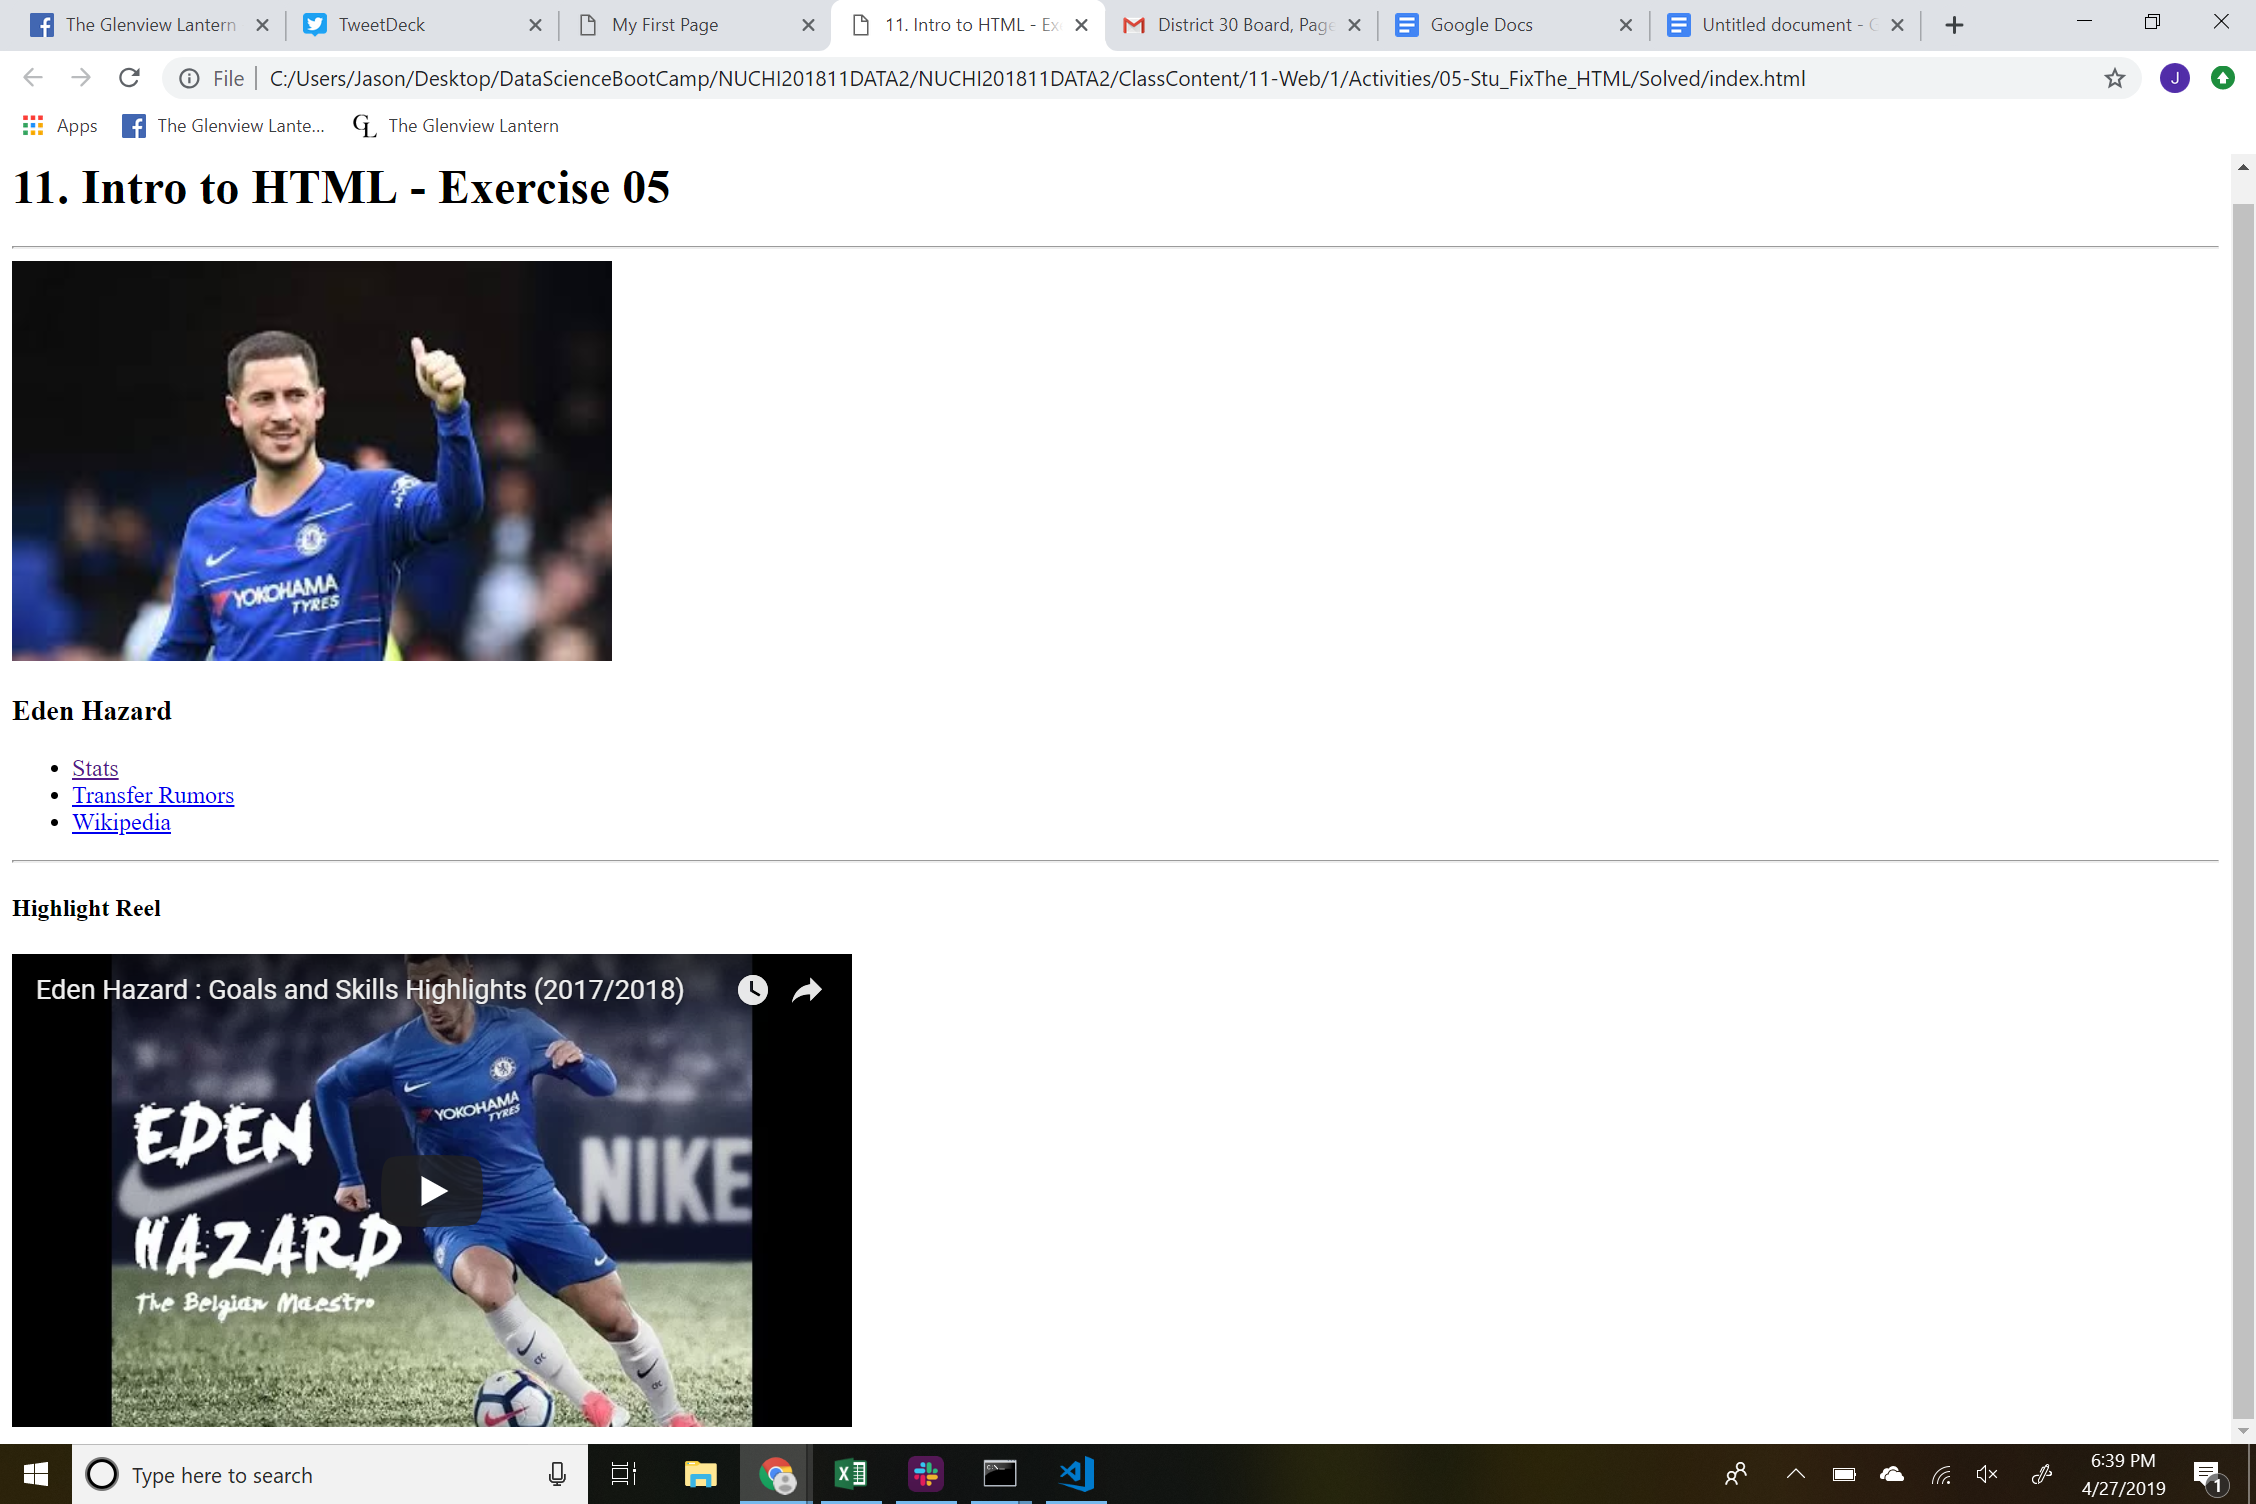 The Glenview Lantern
TweetDeck
My First Page
11. Intro to HTML - Ex
District 30 Board, Page
Google Docs
Untitled document - G
File
C:/Users/Jason/Desktop/DataScienceBootCamp/NUCHI201811DATA2/NUCHI201811DATA2/ClassContent/11-Web/1/Activities/05-Stu_FixThe_HTML/Solved/index.html
J
Apps
The Glenview Lante...
GL The Glenview Lantern
11. Intro to HTML - Exercise 05
YOKOHAMA
TYRES
Eden Hazard
Stats
Transfer Rumors
Wikipedia
Highlight Reel
Eden Hazard : Goals and Skills Highlights (2017/2018)
YOKOHAMA
TYRES
EDEN
NIKE
HAZARD
The Belgian Maestro
CFC
CFC
Type here to search
6:39 PM
4/27/2019
1